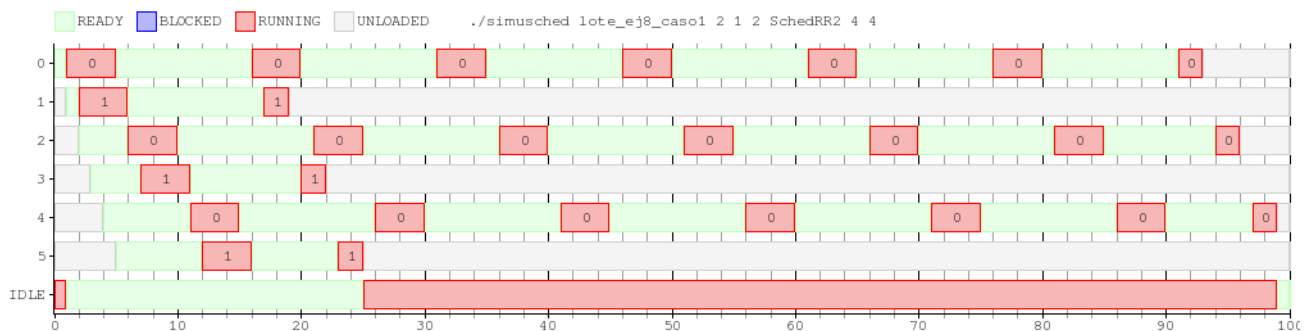 READY BLOCKED RUNNING UNLOADED ./simusched lote_ej8_caso1 2 1 2 SchedRR2 4 4
0 0 0 0 0 0 0 0
1 1 1
2 0 0 0 0 0 0 0
3 1 1
4 0 0 0 0 0 0 0
5 1 1
IDLE
0 10 20 30 40 50 60 70 80 90 100